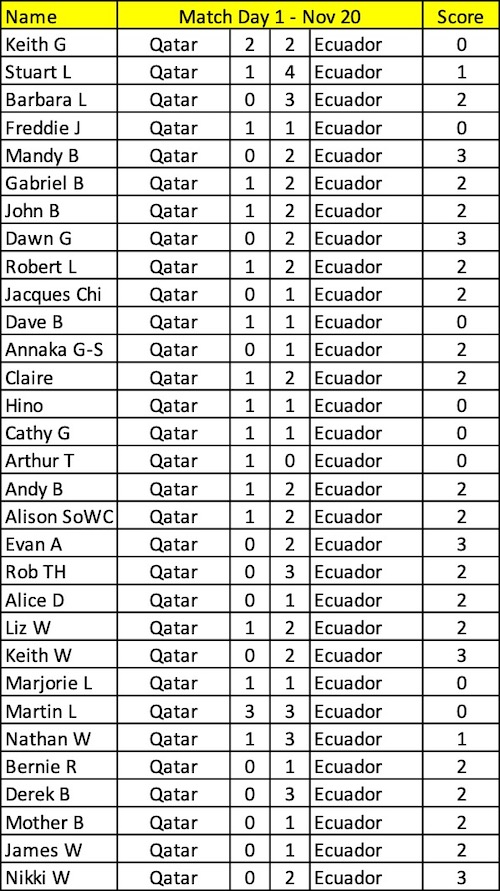 Name Match Day 1 - Nov 20 Score
Keith G Qatar 2 2 Ecuador 0
Stuart L Qatar 1 4 Ecuador 1
Barbara L Qatar 0 3 Ecuador 2
Freddie J Qatar 1 1 Ecuador 0
Mandy B Qatar 0 2 Ecuador 3
Gabriel B Qatar 1 2 Ecuador 2
John B Qatar 1 2 Ecuador 2
Dawn G Qatar 0 2 Ecuador 3
Robert L Qatar 1 2 Ecuador 2
Jacques Chi Qatar 0 1 Ecuador 2
Dave B Qatar 1 1 Ecuador 0
Annaka G-S Qatar 0 1 Ecuador 2
Claire Qatar 1 2 Ecuador 2
Hino Qatar 1 1 Ecuador 0
Cathy G Qatar 1 1 Ecuador 0
Arthur T Qatar 1 0 Ecuador 0
Andy B Qatar 1 2 Ecuador 2
Alison SoWC Qatar 1 2 Ecuador 2
Evan A Qatar 0 2 Ecuador 3
Rob TH Qatar 0 3 Ecuador 2
Alice D Qatar 0 1 Ecuador 2
Liz W Qatar 1 2 Ecuador 2
Keith W Qatar 0 2 Ecuador 3
Marjorie L Qatar 1 1 Ecuador 0
Martin L Qatar 3 3 Ecuador 0
Nathan W Qatar 1 3 Ecuador 1
Bernie R Qatar 0 1 Ecuador 2
Derek B Qatar 0 3 Ecuador 2
Mother B Qatar 0 1 Ecuador 2
James W Qatar 0 1 Ecuador 2
Nikki W Qatar 0 2 Ecuador 3